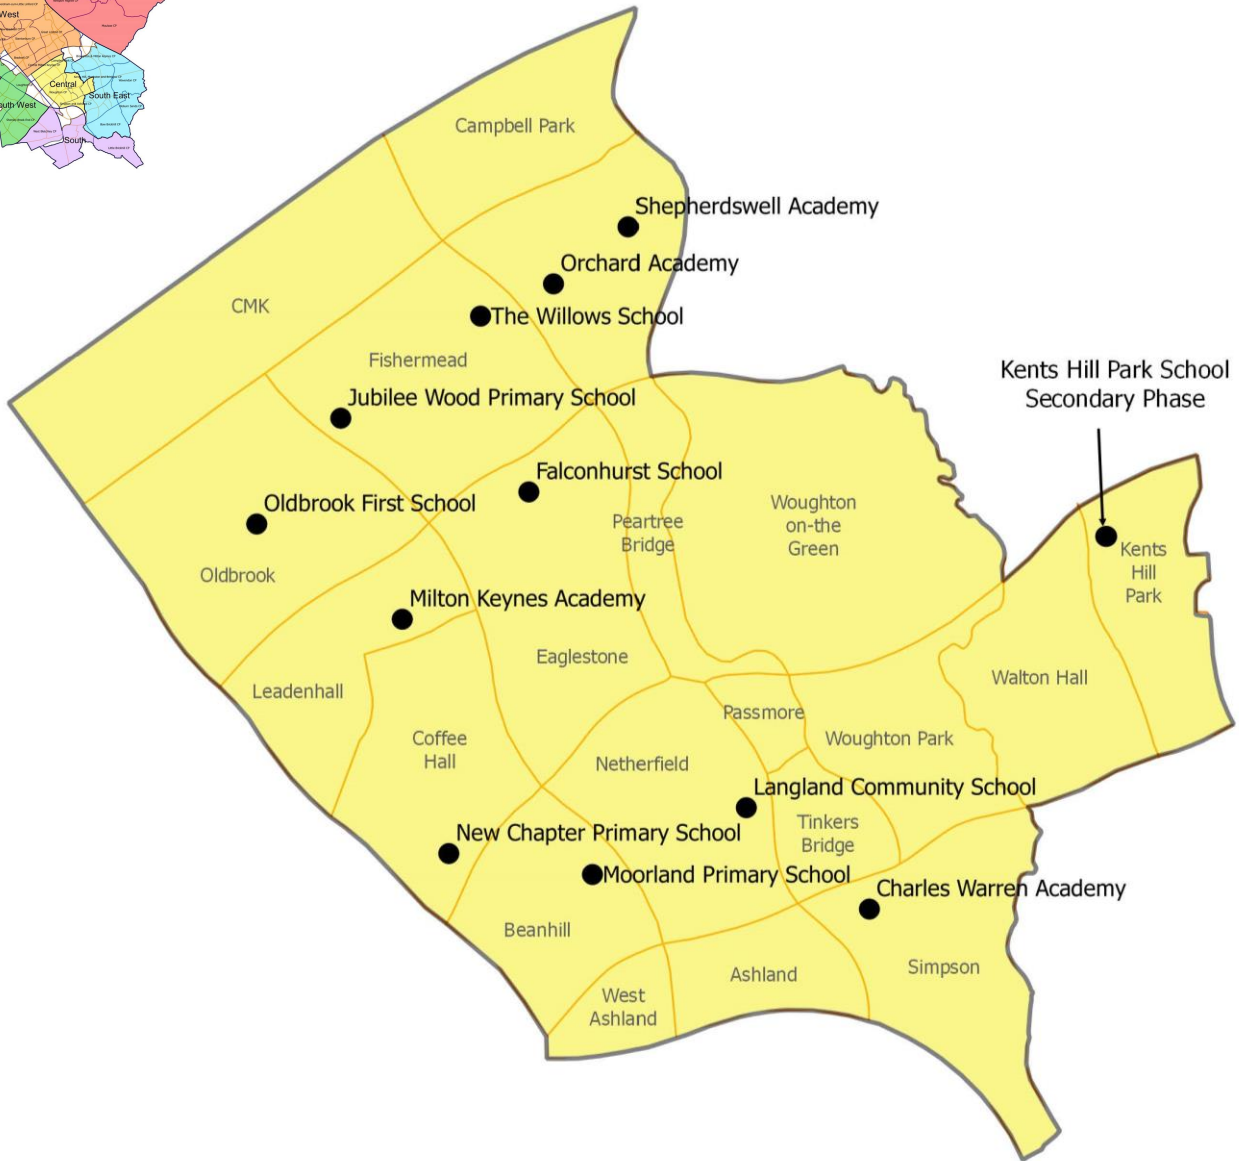 West
Central
South East
uth West
South
Campbell Park
Shepherdswell Academy
Orchard Academy
CMK
The Willows School
Fishermead
Kents Hill Park School
Secondary Phase
Jubilee Wood Primary School
Falconhurst School
Oldbrook First School
Woughton
on-the
Green
Peartree
Bridge
Kents
Hill
Park
Oldbrook
Milton Keynes Academy
Eaglestone
Walton Hall
Leadenhall
Passmore
Coffee
Hall
Woughton Park
Netherfield
Langland Community School
Tinkers
Bridge
New Chapter Primary School
Moorland Primary School
Charles Warren Academy
Beanhill
Simpson
Ashland
West
Ashland